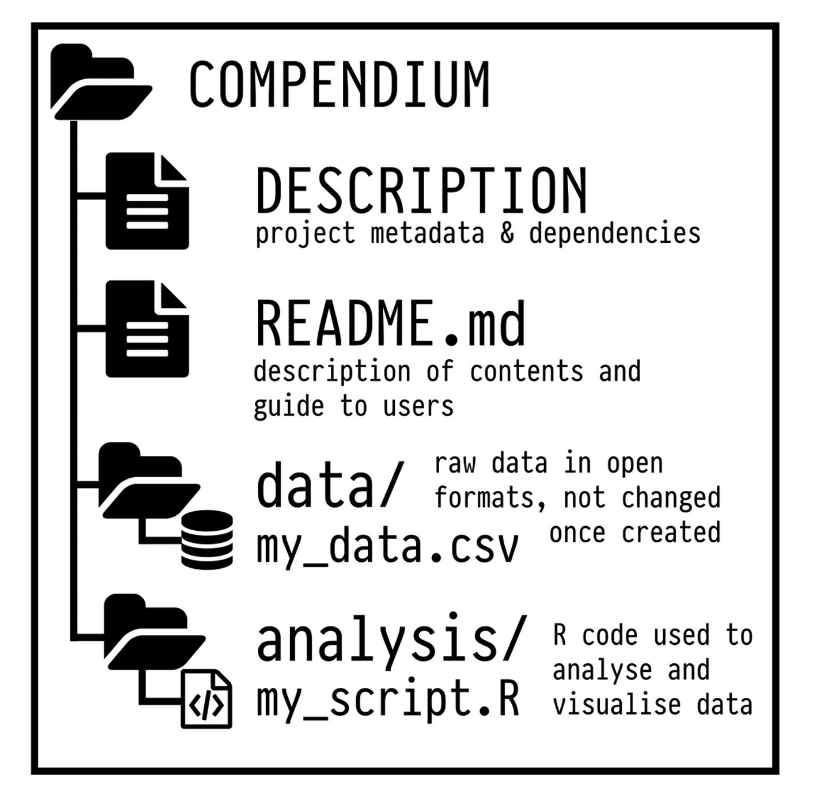 COMPENDIUM
DESCRIPTION
project metadata & dependencies
README.md
description of contents and
guide to users
data/
raw data in open
formats, not changed
once created
my_data.csv
analysis/
R code used to
analyse and
visualise data
my_script.R
</>